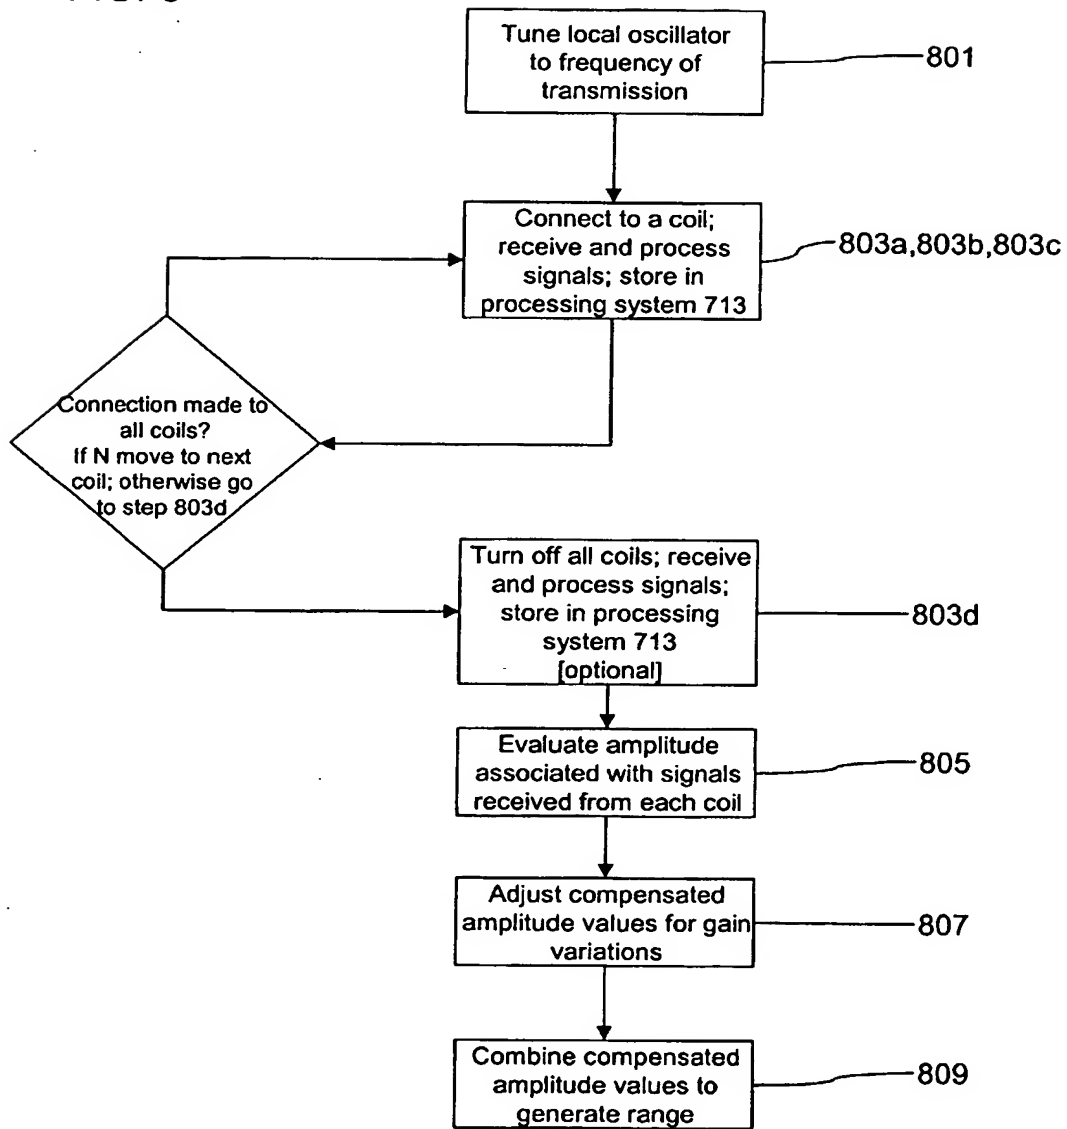 Tune local oscillator
to frequency of
transmission
801
Connect to a coil;
receive and process
signals; store in
processing system 713
803a,803b,803c
Connection made to
all coils?
If N move to next
coil; otherwise go
to step 803d
Turn off all coils; receive
and process signals;
store in processing
system 713
[optional]
803d
Evaluate amplitude
associated with signals
received from each coil
805
Adjust compensated
amplitude values for gain
variations
807
Combine compensated
amplitude values to
generate range
809